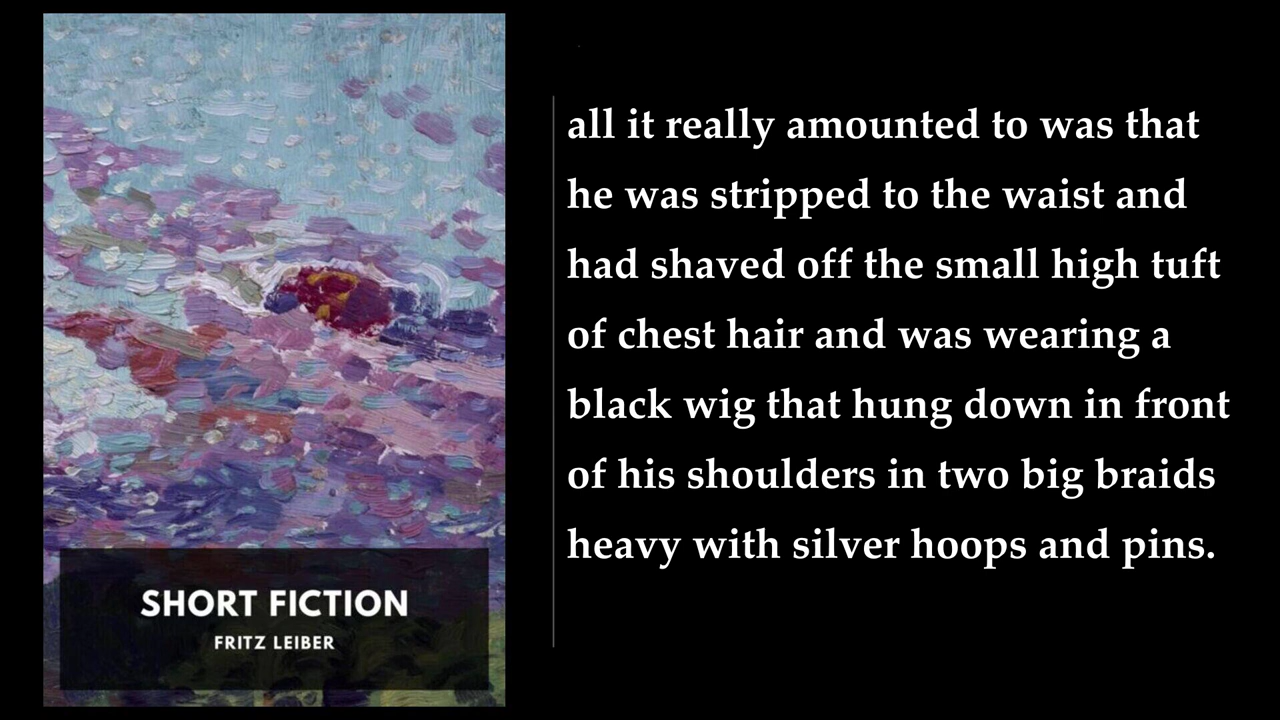 SHORT FICTION
FRITZ LEIBER
all it really amounted to was that
he was stripped to the waist and
had shaved off the small high tuft
of chest hair and was wearing a
black wig that hung down in front
of his shoulders in two big braids
heavy with silver hoops and pins.